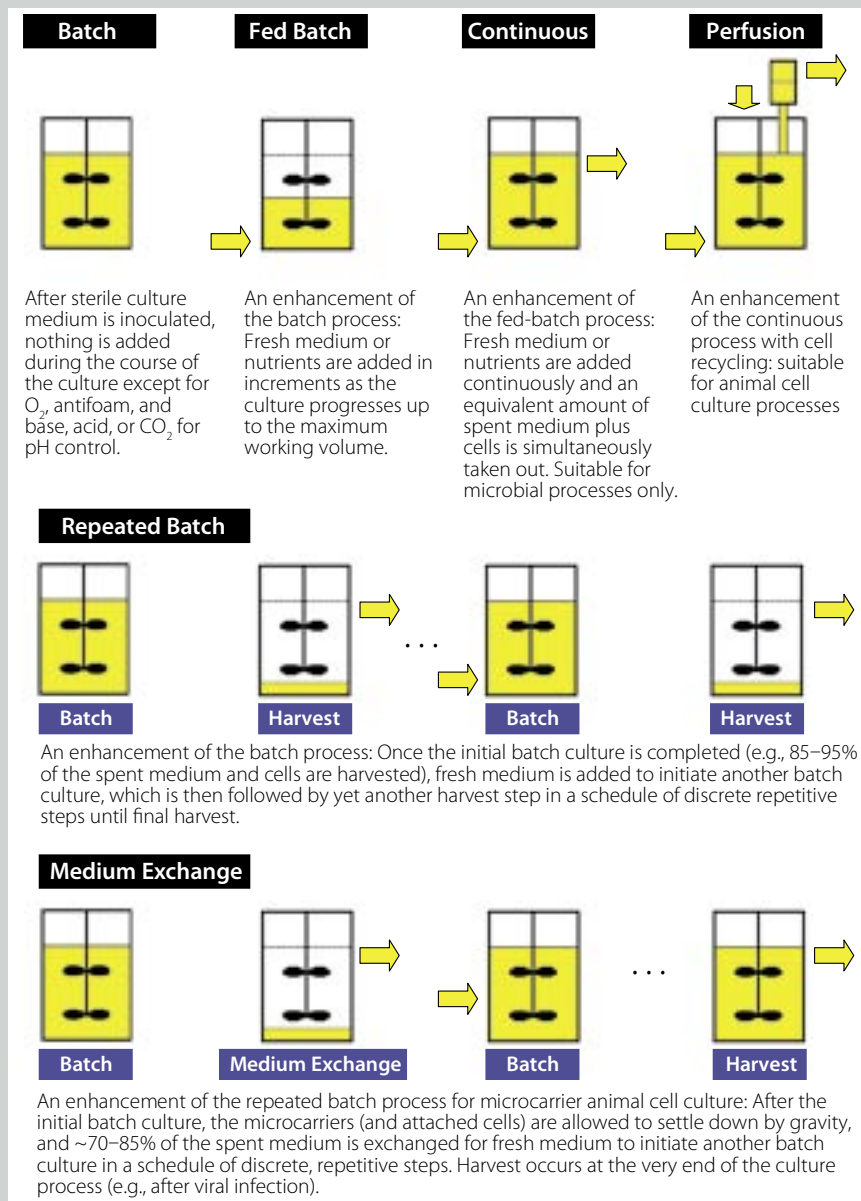 Batch
Fed Batch
Continuous
Perfusion
After sterile culture
medium is inoculated,
nothing is added
during the course of
the culture except for
O₂, antifoam, and
base, acid, or CO₂ for
pH control.
An enhancement of
the batch process:
Fresh medium or
nutrients are added in
increments as the
culture progresses up
to the maximum
working volume.
An enhancement of
the fed-batch process:
Fresh medium or
nutrients are added
continuously and an
equivalent amount of
spent medium plus
cells is simultaneously
taken out. Suitable for
microbial processes only.
An enhancement
of the continuous
process with cell
recycling: suitable
for animal cell
culture processes
Repeated Batch
. . .
Batch
Harvest
Batch
Harvest
An enhancement of the batch process: Once the initial batch culture is completed (e.g., 85–95%
of the spent medium and cells are harvested), fresh medium is added to initiate another batch
culture, which is then followed by yet another harvest step in a schedule of discrete repetitive
steps until final harvest.
Medium Exchange
. . .
Batch
Medium Exchange
Batch
Harvest
An enhancement of the repeated batch process for microcarrier animal cell culture: After the
initial batch culture, the microcarriers (and attached cells) are allowed to settle down by gravity,
and ~70–85% of the spent medium is exchanged for fresh medium to initiate another batch
culture in a schedule of discrete, repetitive steps. Harvest occurs at the very end of the culture
process (e.g., after viral infection).